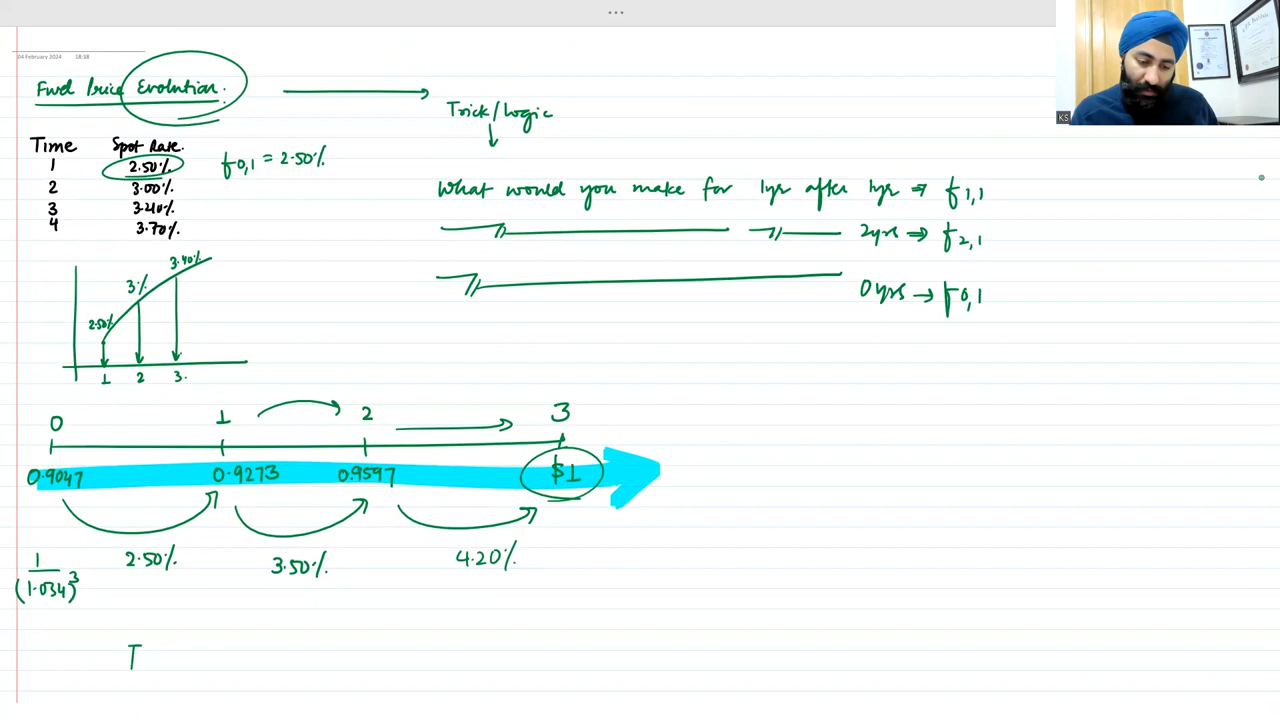 04 February 2024 18:38
Fwd Price Evolution.
Trick/Logic
Time Spot Rate.
1 2.50%
2 3.00%
3 3.40%
4 3.70%
f0,1 = 2.50%
What would you make for 1yr after 1yr ⇒ f1,1
2yrs ⇒ f2,1
0yrs → f0,1
2.50% 3% 3.40%
1 2 3.
0 1 2 3
0.9047 0.9273 0.9597 $1
2.50% 3.50% 4.20%
1
(1.034)3
T
KS